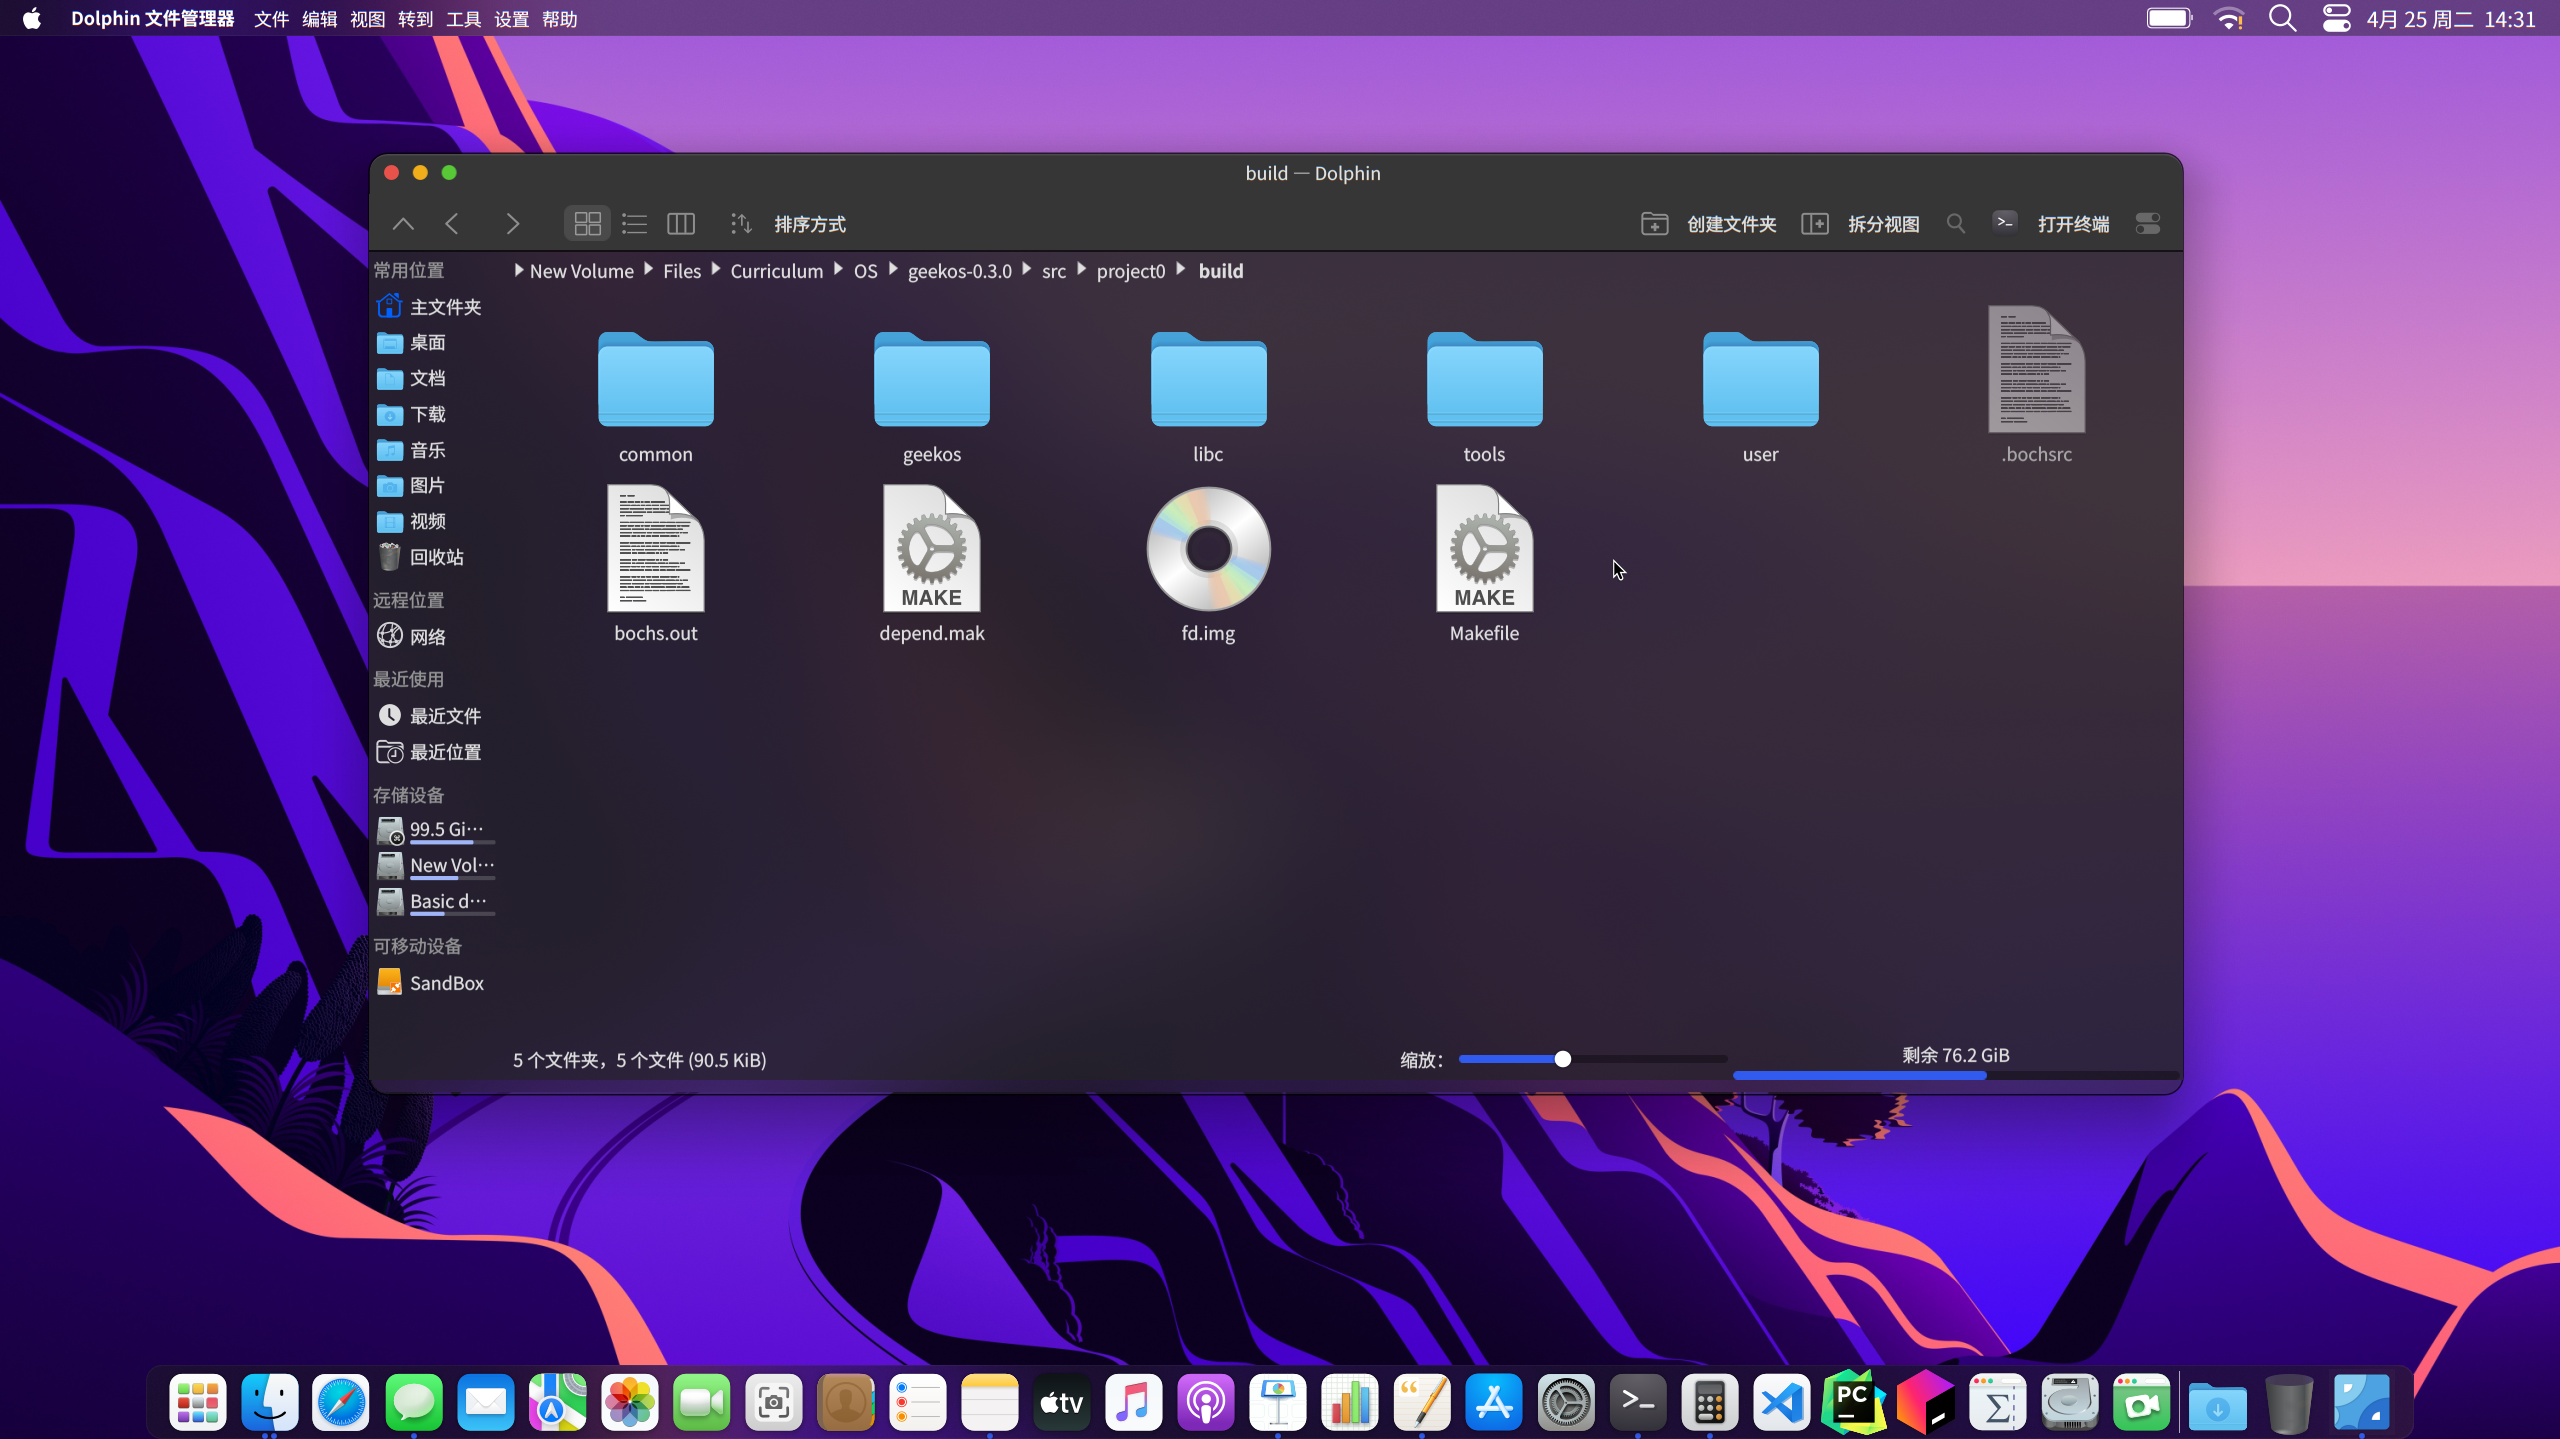 Dolphin 文件管理器 文件 编辑 视图 转到 工具 设置 帮助 4月 25 周二 14:31
build — Dolphin
排序方式 创建文件夹 拆分视图 打开终端
常用位置
主文件夹
桌面
文档
下载
音乐
图片
视频
回收站
远程位置
网络
最近使用
最近文件
最近位置
存储设备
99.5 Gi···
New Vol···
Basic d···
可移动设备
SandBox
New Volume Files Curriculum OS geekos-0.3.0 src project0 build
common geekos libc tools user .bochsrc
MAKE MAKE
bochs.out depend.mak fd.img Makefile
5 个文件夹，5 个文件 (90.5 KiB) 缩放： 剩余 76.2 GiB
tv PC